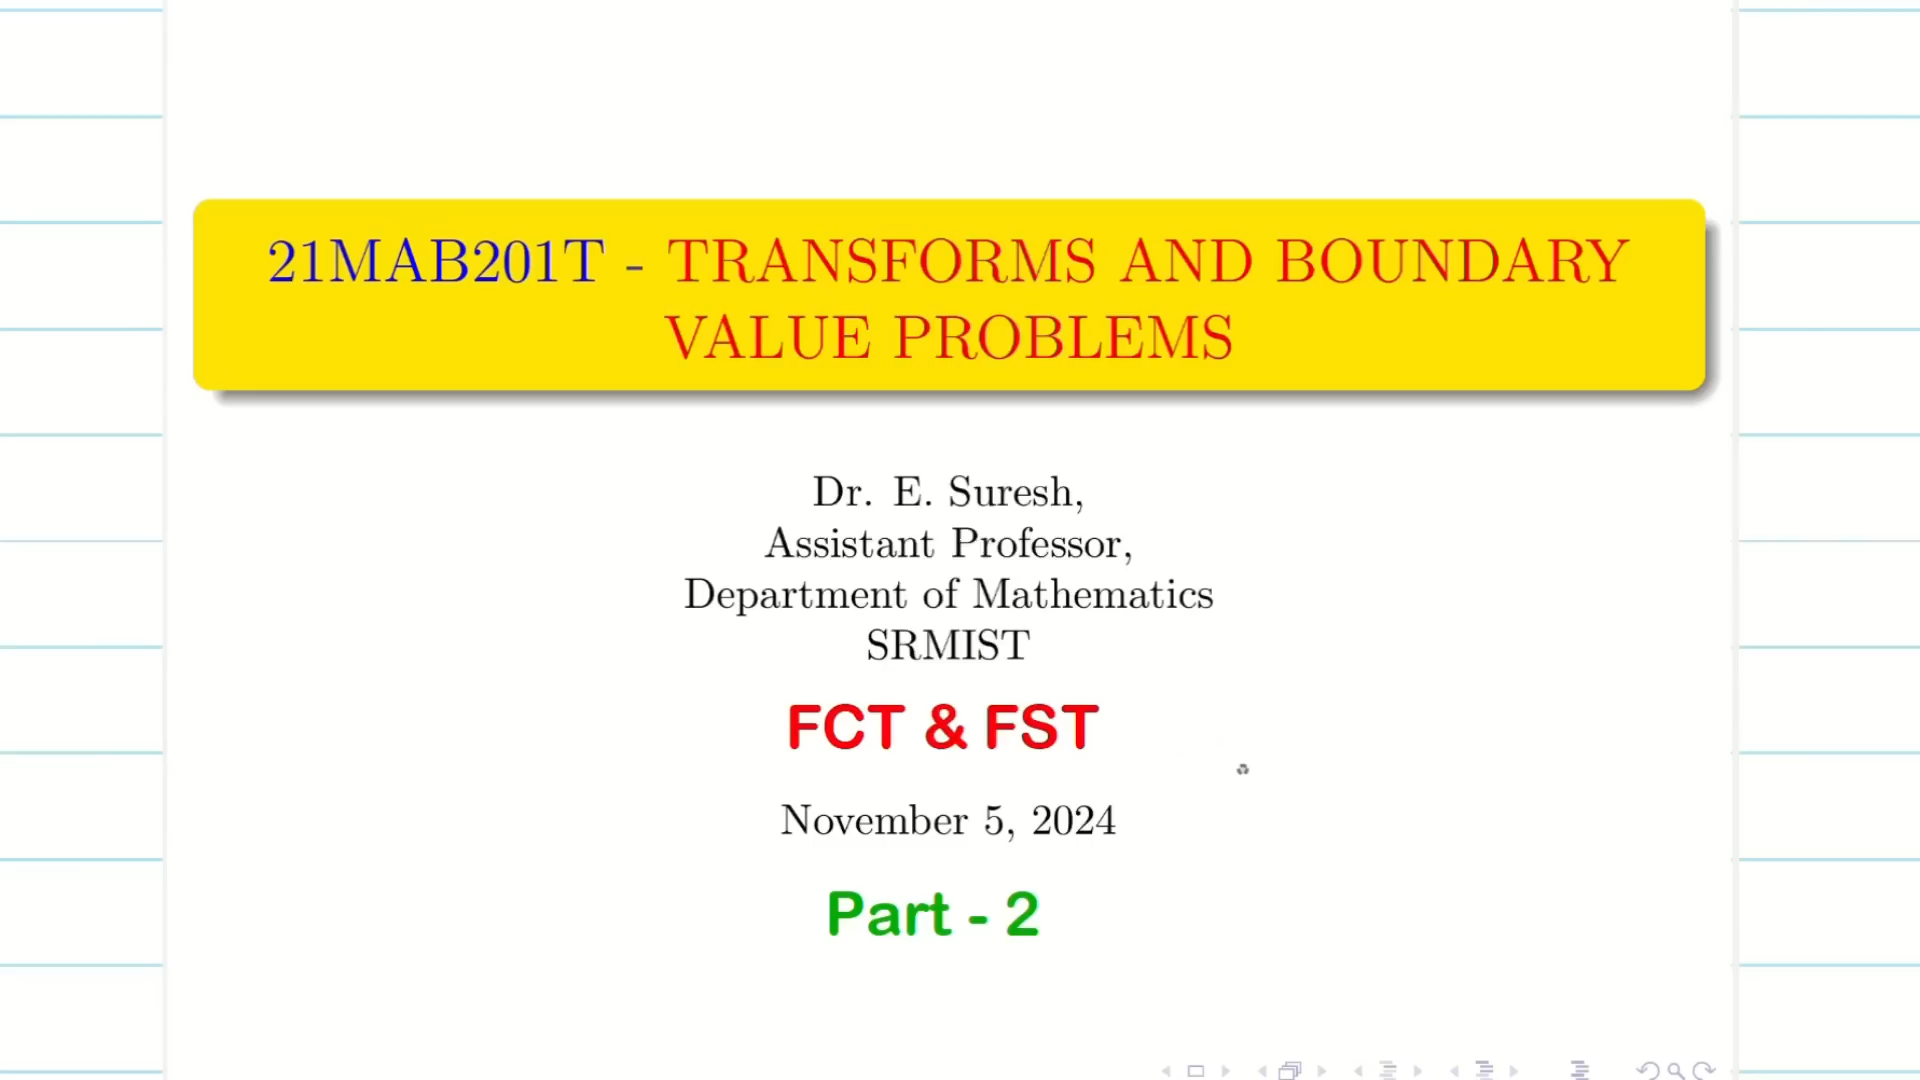 21MAB201T - TRANSFORMS AND BOUNDARY
VALUE PROBLEMS
Dr. E. Suresh,
Assistant Professor,
Department of Mathematics
SRMIST
FCT & FST
November 5, 2024
Part - 2